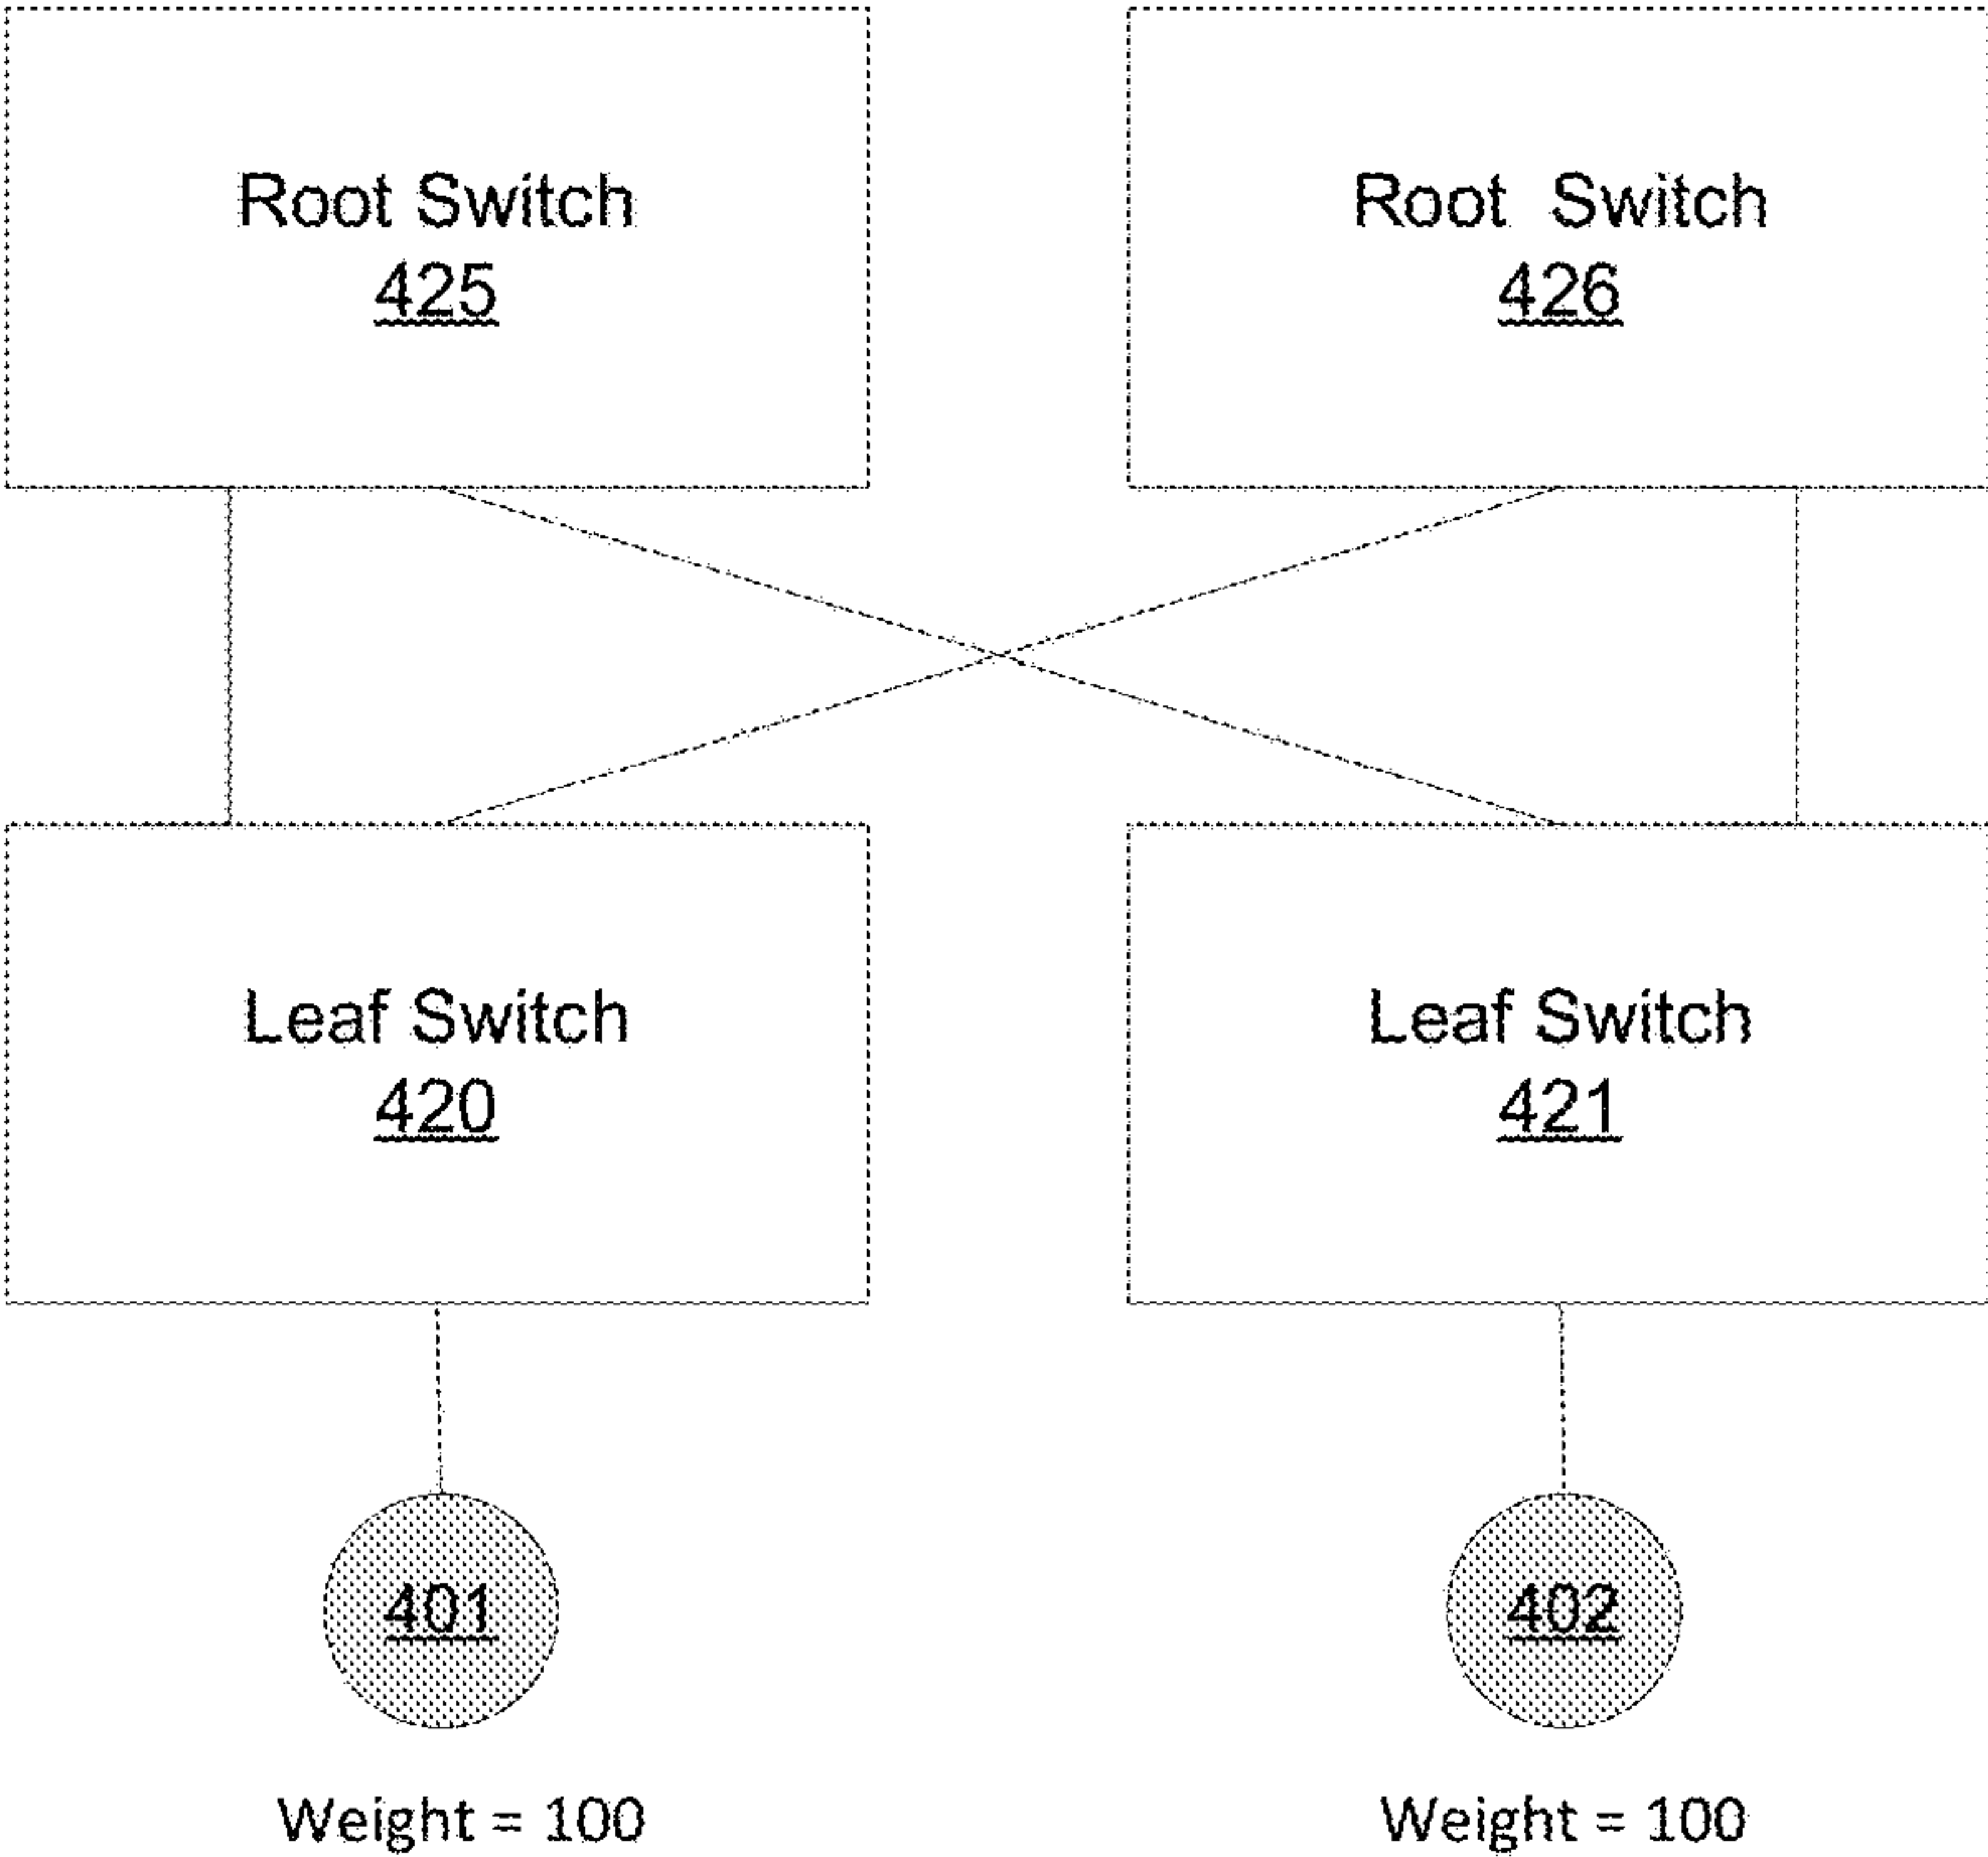 Root Switch
425
Root Switch
426
Leaf Switch
420
Leaf Switch
421
401
402
Weight = 100
Weight = 100